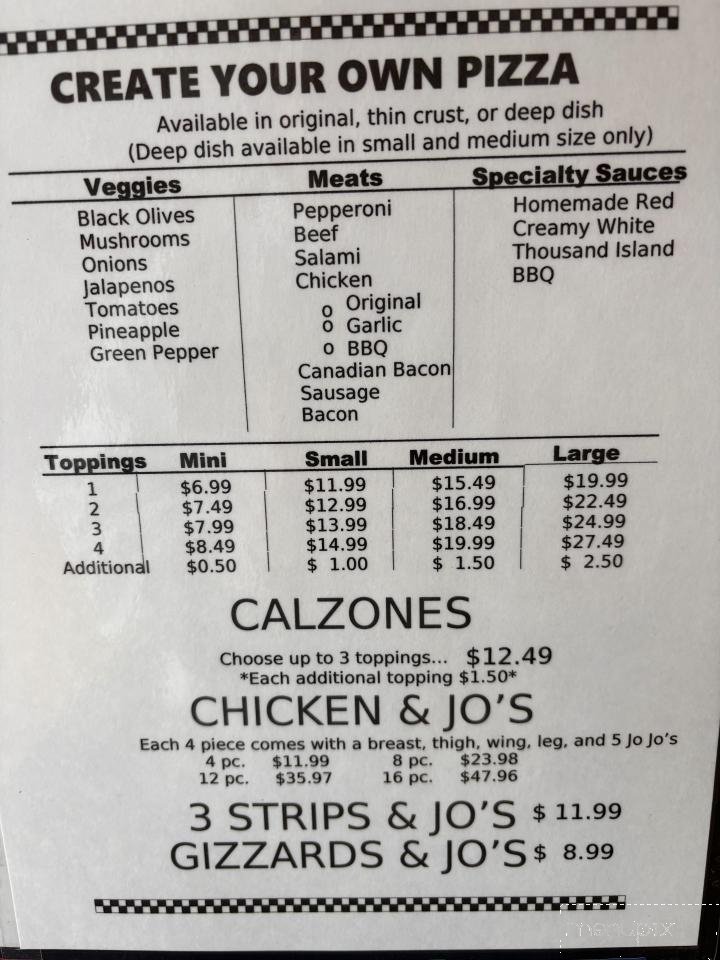 CREATE YOUR OWN PIZZA
Available in original, thin crust, or deep dish
(Deep dish available in small and medium size only)
Veggies Meats Specialty Sauces
Black Olives
Mushrooms
Onions
Jalapenos
Tomatoes
Pineapple
Green Pepper
Pepperoni
Beef
Salami
Chicken
o Original
o Garlic
o BBQ
Canadian Bacon
Sausage
Bacon
Homemade Red
Creamy White
Thousand Island
BBQ
Toppings Mini Small Medium Large
1 $6.99 $11.99 $15.49 $19.99
2 $7.49 $12.99 $16.99 $22.49
3 $7.99 $13.99 $18.49 $24.99
4 $8.49 $14.99 $19.99 $27.49
Additional $0.50 $ 1.00 $ 1.50 $ 2.50
CALZONES
Choose up to 3 toppings... $12.49
*Each additional topping $1.50*
CHICKEN & JO'S
Each 4 piece comes with a breast, thigh, wing, leg, and 5 Jo Jo's
4 pc. $11.99 8 pc. $23.98
12 pc. $35.97 16 pc. $47.96
3 STRIPS & JO'S $ 11.99
GIZZARDS & JO'S $ 8.99
menupix